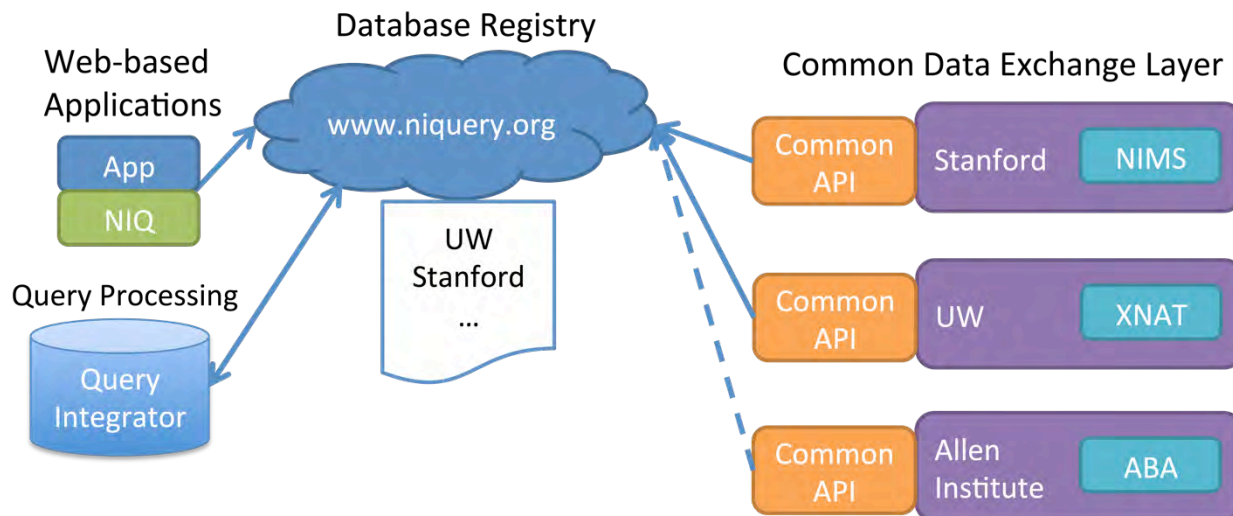 Database Registry
Web-based
Applications
www.niquery.org
Common Data Exchange Layer
App
NIQ
Common
API
Stanford
NIMS
UW
Stanford
...
Query Processing
Query
Integrator
Common
API
UW
XNAT
Common
API
Allen
Institute
ABA